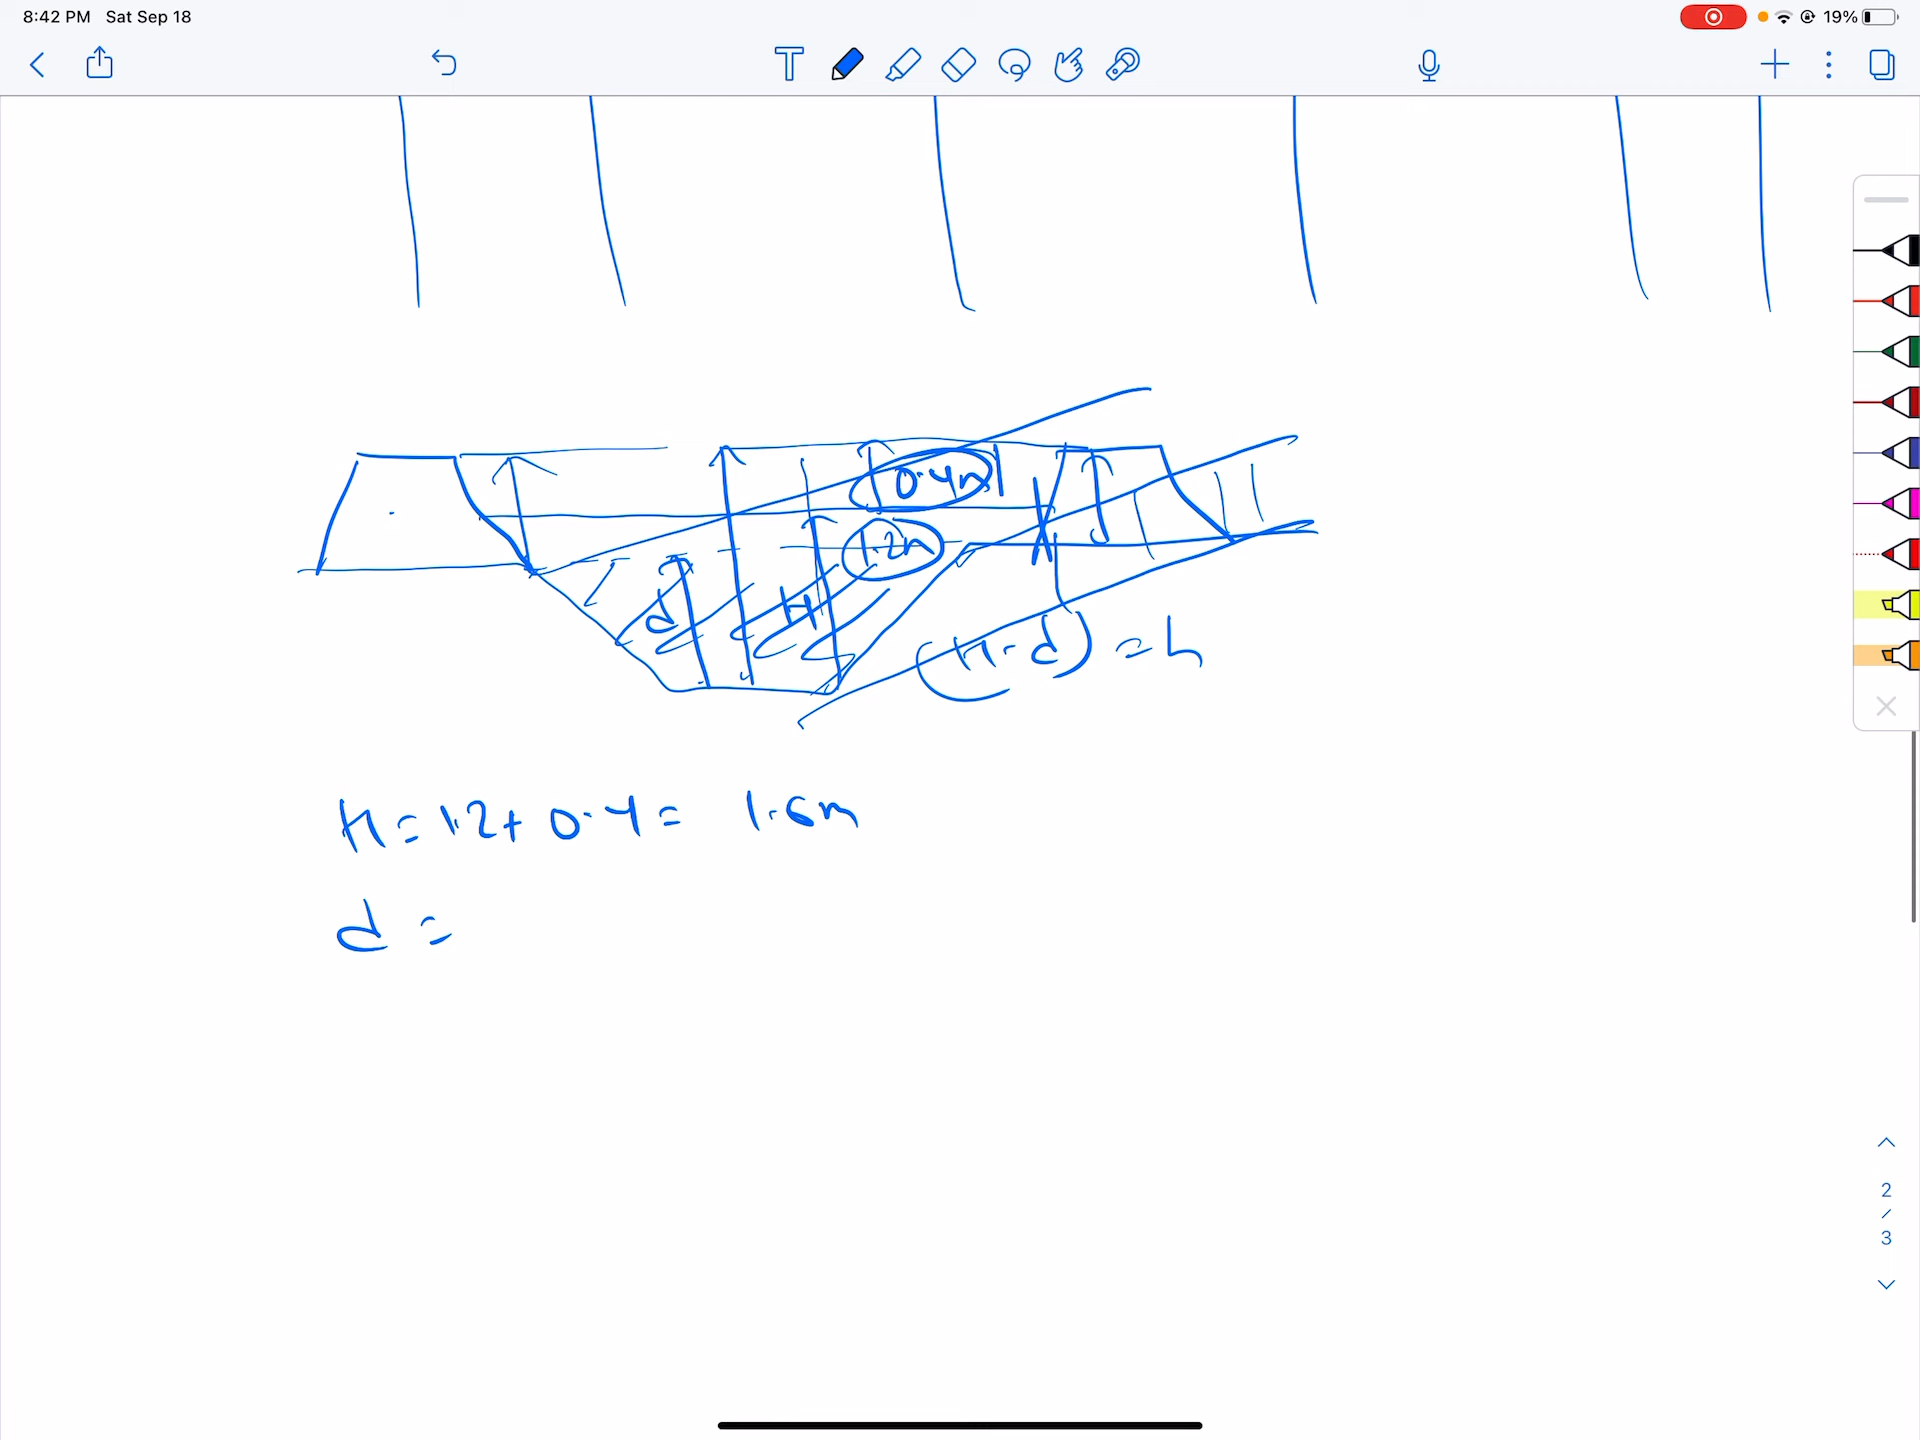 8:42 PM Sat Sep 18
19%
T
0.4m
1.2m
d
H
(H-d) = h
H = 1.2 + 0.4 = 1.6m
d =
2
/
3